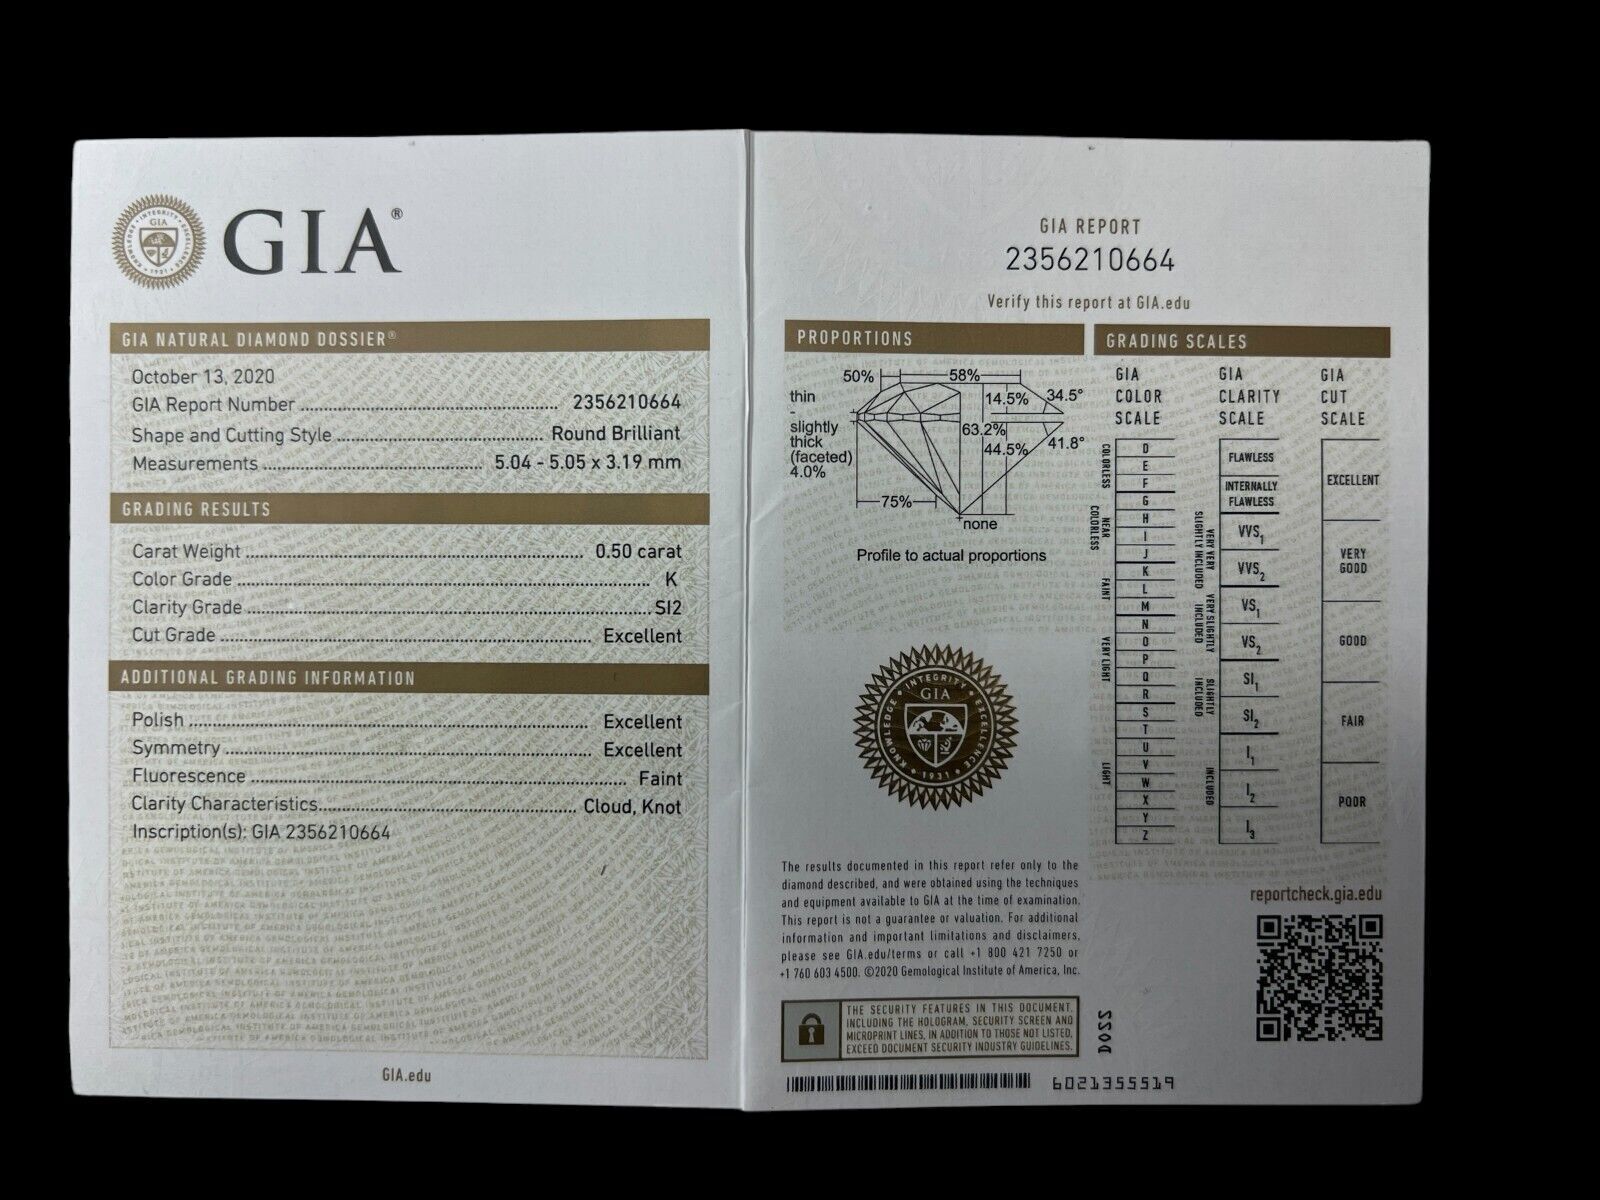 GIA®
INTEGRITY
GIA
KNOWLEDGE
EXCELLENCE
1931
GIA NATURAL DIAMOND DOSSIER®
October 13, 2020
GIA Report Number 2356210664
Shape and Cutting Style Round Brilliant
Measurements 5.04 - 5.05 x 3.19 mm
GRADING RESULTS
Carat Weight 0.50 carat
Color Grade K
Clarity Grade SI2
Cut Grade Excellent
ADDITIONAL GRADING INFORMATION
Polish Excellent
Symmetry Excellent
Fluorescence Faint
Clarity Characteristics Cloud, Knot
Inscription(s): GIA 2356210664
GIA.edu
GIA REPORT
2356210664
Verify this report at GIA.edu
PROPORTIONS
50%
58%
thin
-
slightly
thick
(faceted)
4.0%
14.5%
34.5°
63.2%
44.5%
41.8°
75%
none
Profile to actual proportions
INTEGRITY
GIA
KNOWLEDGE
EXCELLENCE
1931
The results documented in this report refer only to the
diamond described, and were obtained using the techniques
and equipment available to GIA at the time of examination.
This report is not a guarantee or valuation. For additional
information and important limitations and disclaimers,
please see GIA.edu/terms or call +1 800 421 7250 or
+1 760 603 4500. ©2020 Gemological Institute of America, Inc.
THE SECURITY FEATURES IN THIS DOCUMENT,
INCLUDING THE HOLOGRAM, SECURITY SCREEN AND
MICROPRINT LINES, IN ADDITION TO THOSE NOT LISTED,
EXCEED DOCUMENT SECURITY INDUSTRY GUIDELINES.
6021355519
GRADING SCALES
GIA
COLOR
SCALE
COLORLESS
D
E
F
NEAR
COLORLESS
G
H
I
J
FAINT
K
L
M
VERY LIGHT
N
O
P
Q
R
LIGHT
S
T
U
V
W
X
Y
Z
GIA
CLARITY
SCALE
FLAWLESS
INTERNALLY
FLAWLESS
VERY VERY
SLIGHTLY INCLUDED
VVS1
VVS2
VERY SLIGHTLY
INCLUDED
VS1
VS2
SLIGHTLY
INCLUDED
SI1
SI2
INCLUDED
I1
I2
I3
GIA
CUT
SCALE
EXCELLENT
VERY
GOOD
GOOD
FAIR
POOR
reportcheck.gia.edu